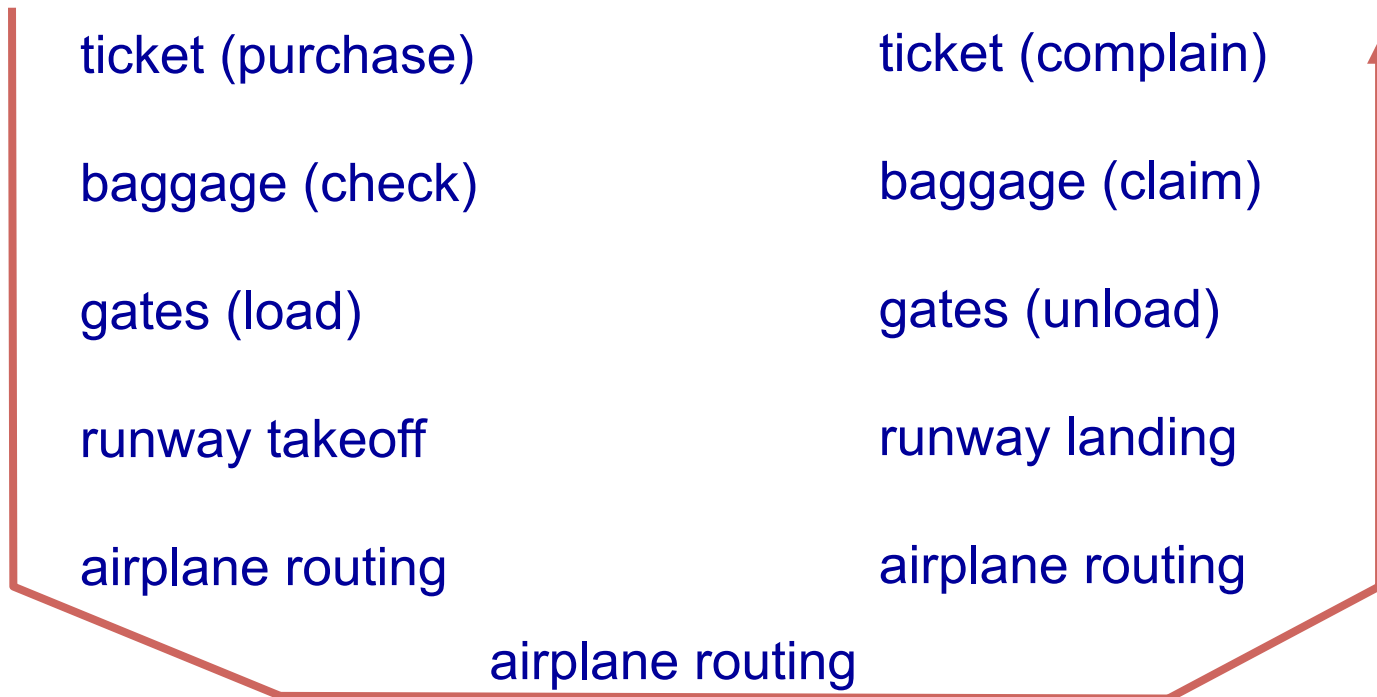 ticket (purchase)
baggage (check)
gates (load)
runway takeoff
airplane routing
airplane routing
ticket (complain)
baggage (claim)
gates (unload)
runway landing
airplane routing